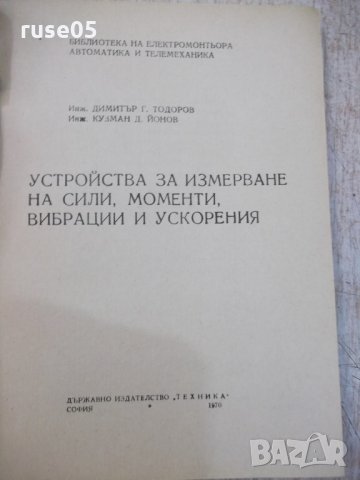 ruse05
БИБЛИОТЕКА НА ЕЛЕКТРОМОНТЬОРА
АВТОМАТИКА И ТЕЛЕМЕХАНИКА
Инж. ДИМИТЪР Г. ТОДОРОВ
Инж. КУЗМАН Д. ЙОНОВ
УСТРОЙСТВА ЗА ИЗМЕРВАНЕ
НА СИЛИ, МОМЕНТИ,
ВИБРАЦИИ И УСКОРЕНИЯ
ДЪРЖАВНО ИЗДАТЕЛСТВО „ТЕХНИКА“
СОФИЯ * 1970
BAZAR